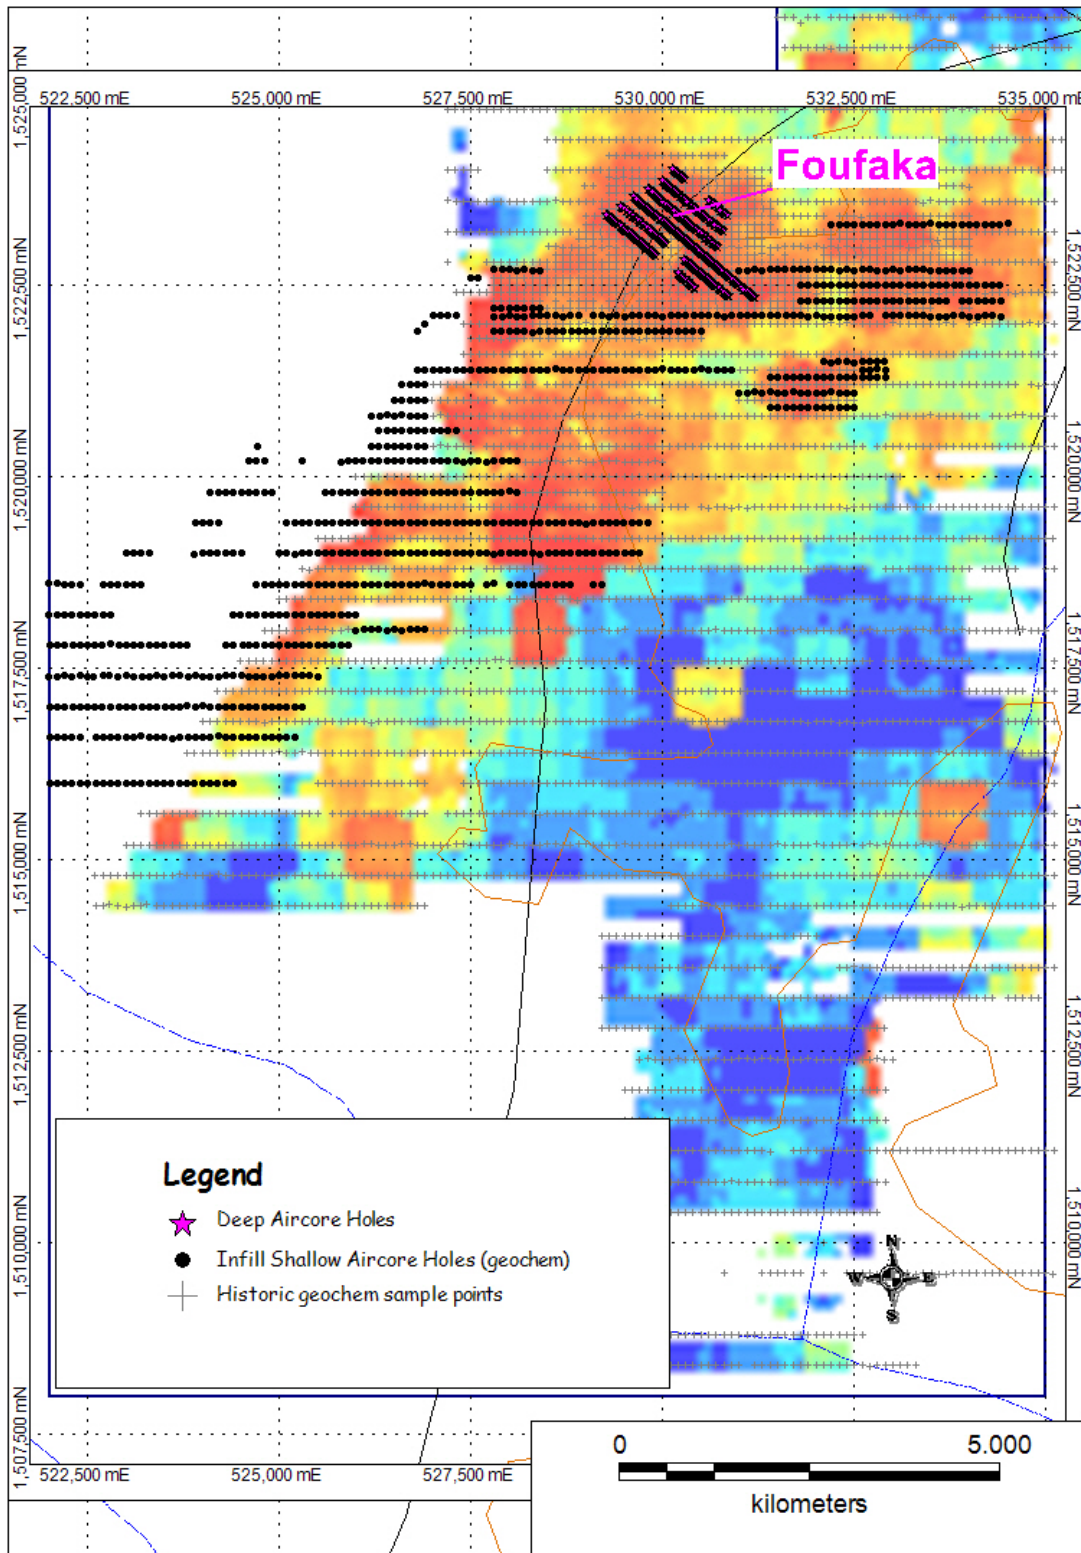 522,500 mE 525,000 mE 527,500 mE 530,000 mE 532,500 mE 535,000 mE
1,525,000 mN
Foufaka
1,522,500 mN 1,522,500 mN
1,520,000 mN 1,520,000 mN
1,517,500 mN 1,517,500 mN
1,515,000 mN 1,515,000 mN
1,512,500 mN 1,512,500 mN
1,510,000 mN 1,510,000 mN
1,507,500 mN
Legend
Deep Aircore Holes
Infill Shallow Aircore Holes (geochem)
Historic geochem sample points
N
W E
S
522,500 mE 525,000 mE 527,500 mE
0 5.000
kilometers